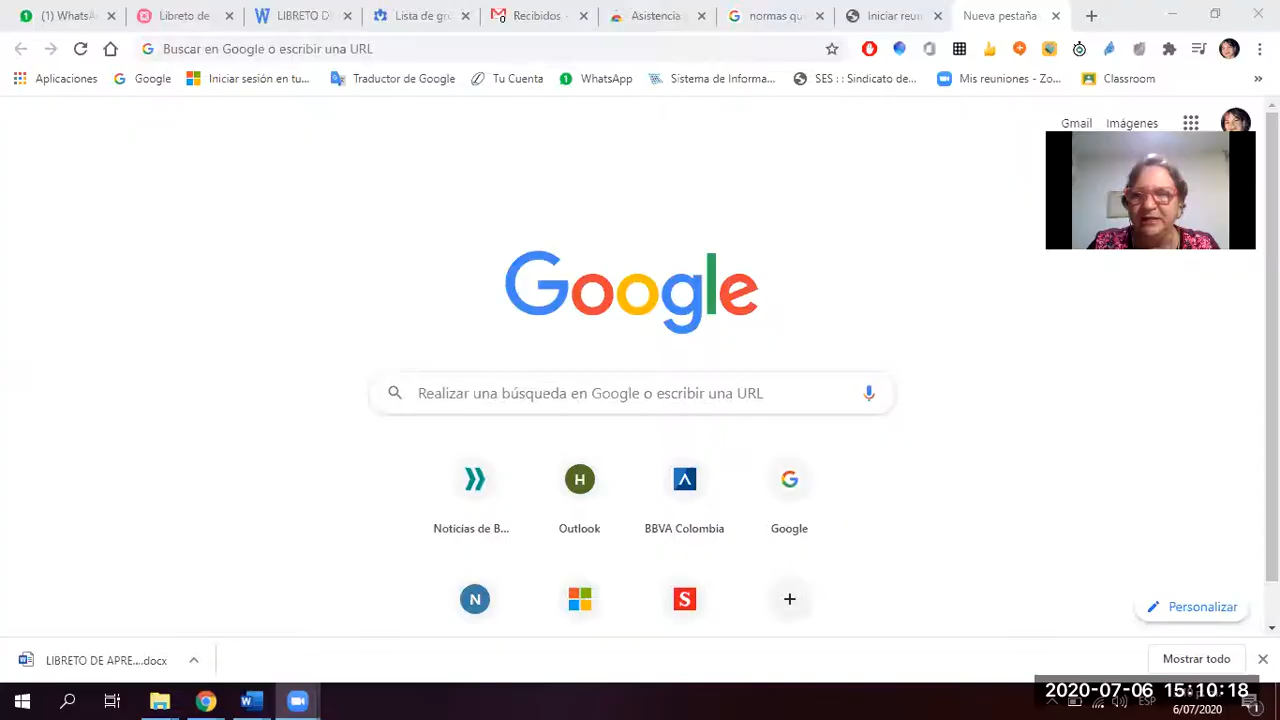 (1) WhatsA
Libreto de
LIBRETO D
Lista de gro
Recibidos -
Asistencia
normas qu
Iniciar reun
Nueva pestaña
Buscar en Google o escribir una URL
Aplicaciones
Google
Iniciar sesión en tu...
Traductor de Google
Tu Cuenta
WhatsApp
Sistema de Informa...
SES : : Sindicato de...
Mis reuniones - Zo...
Classroom
»
Gmail Imágenes
Google
Realizar una búsqueda en Google o escribir una URL
H
G
Noticias de B...
Outlook
BBVA Colombia
Google
N
S
Personalizar
LIBRETO DE APRE....docx
Mostrar todo
2020-07-06 15:10:18
ESP
6/07/2020